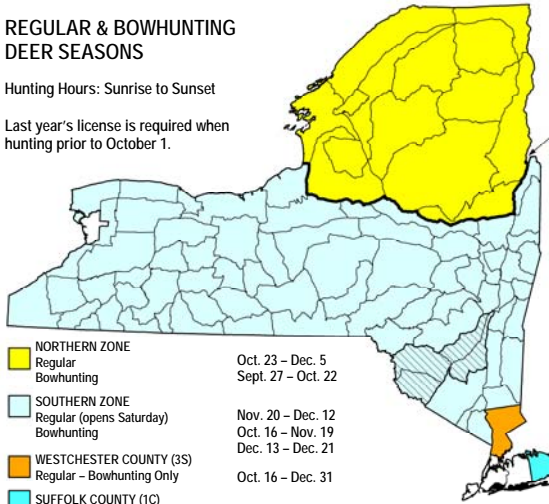 REGULAR & BOWHUNTING
DEER SEASONS
Hunting Hours: Sunrise to Sunset
Last year's license is required when
hunting prior to October 1.
NORTHERN ZONE
Regular Oct. 23 – Dec. 5
Bowhunting Sept. 27 – Oct. 22
SOUTHERN ZONE
Regular (opens Saturday) Nov. 20 – Dec. 12
Bowhunting Oct. 16 – Nov. 19
Dec. 13 – Dec. 21
WESTCHESTER COUNTY (3S)
Regular – Bowhunting Only Oct. 16 – Dec. 31
SUFFOLK COUNTY (1C)